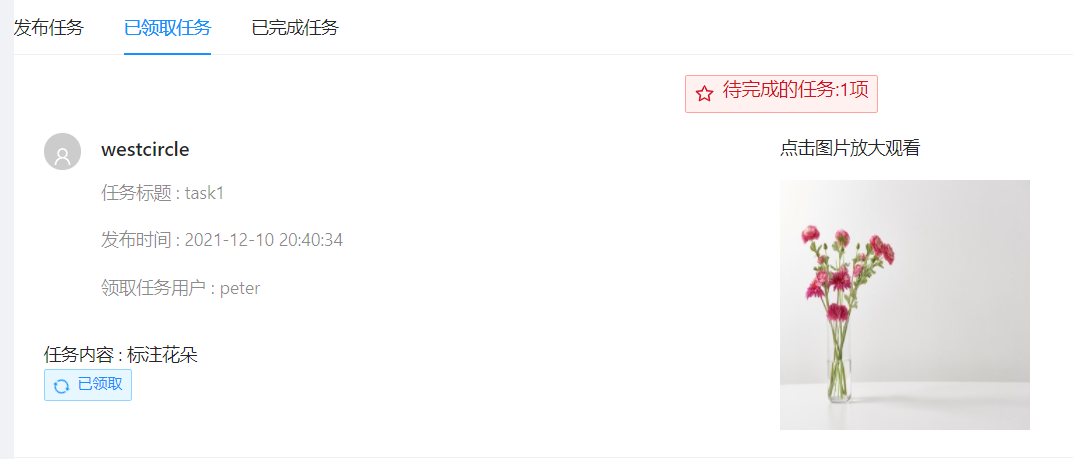 发布任务 已领取任务 已完成任务
待完成的任务:1项
westcircle
点击图片放大观看
任务标题 : task1
发布时间 : 2021-12-10 20:40:34
领取任务用户 : peter
任务内容 : 标注花朵
已领取